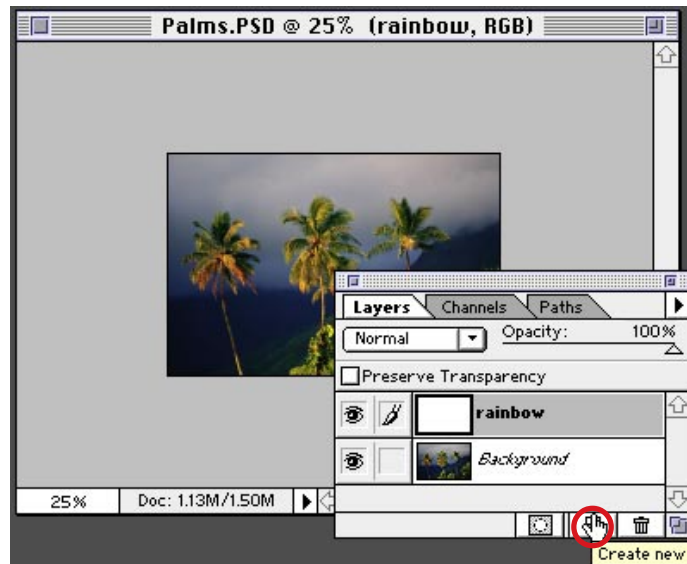 Palms.PSD @ 25% (rainbow, RGB)
Layers Channels Paths
Normal Opacity: 100%
Preserve Transparency
rainbow
Background
25% Doc: 1.13M/1.50M
Create new